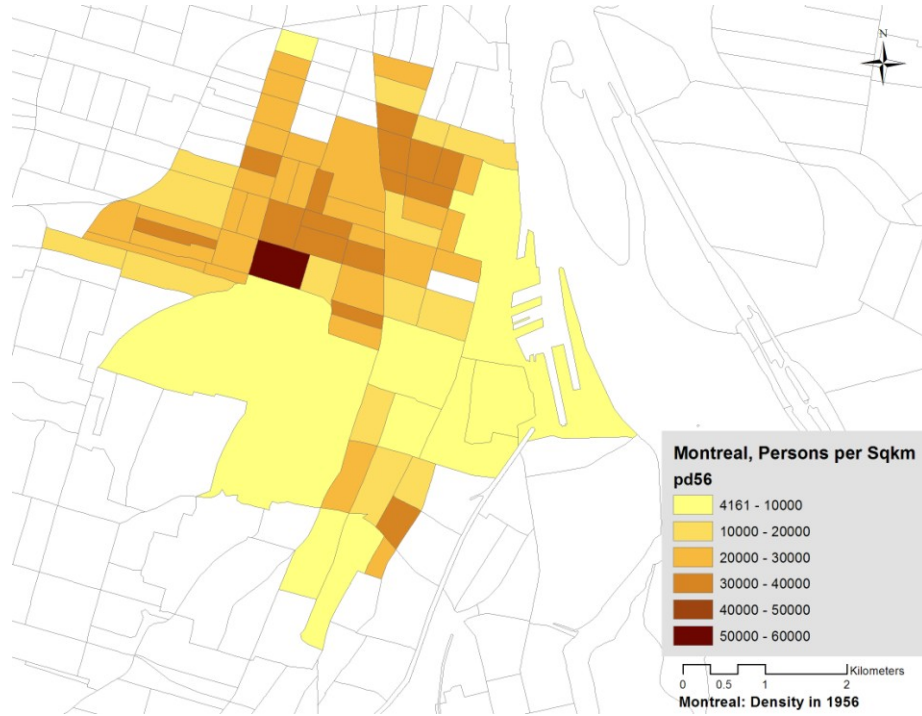 N
Montreal, Persons per Sqkm
pd56
4161 - 10000
10000 - 20000
20000 - 30000
30000 - 40000
40000 - 50000
50000 - 60000
Kilometers
0 0.5 1 2
Montreal: Density in 1956